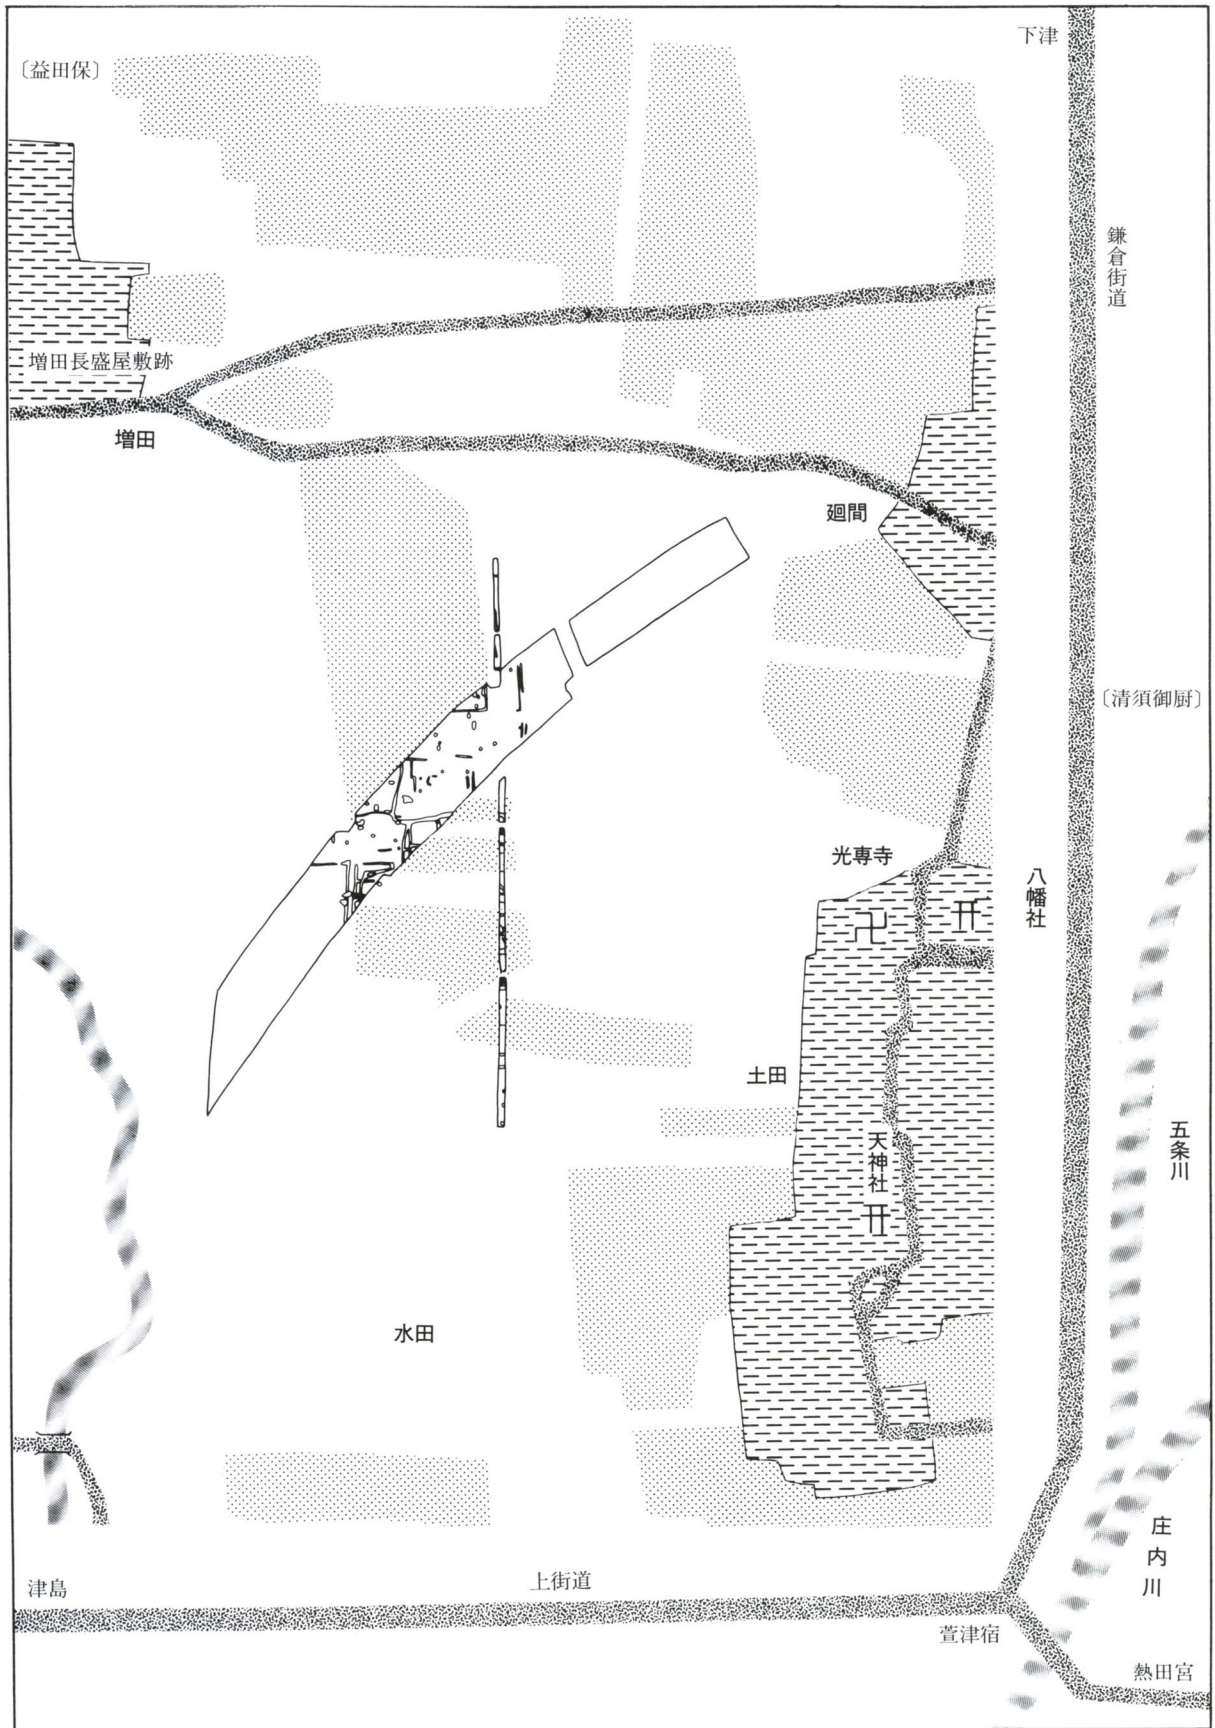 下津
〔益田保〕
鎌倉街道
増田長盛屋敷跡
増田
廻間
〔清須御厨〕
光専寺
八幡社
土田
五条川
天神社
水田
庄内川
津島
上街道
萱津宿
熱田宮